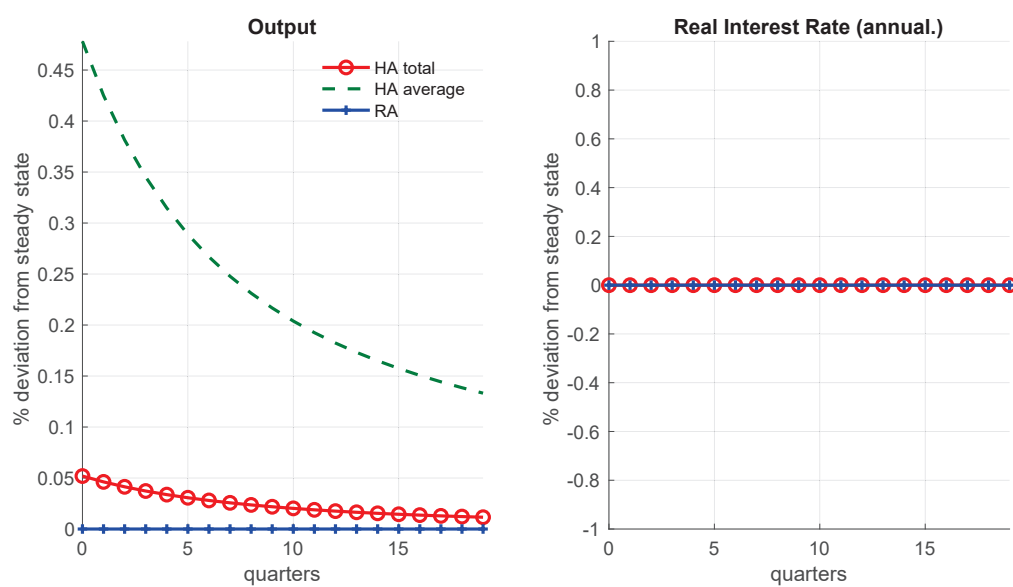 Output
% deviation from steady state
0.45
0.4
0.35
0.3
0.25
0.2
0.15
0.1
0.05
0
HA total
HA average
RA
0 5 10 15
quarters
Real Interest Rate (annual.)
% deviation from steady state
1
0.8
0.6
0.4
0.2
0
-0.2
-0.4
-0.6
-0.8
-1
0 5 10 15
quarters